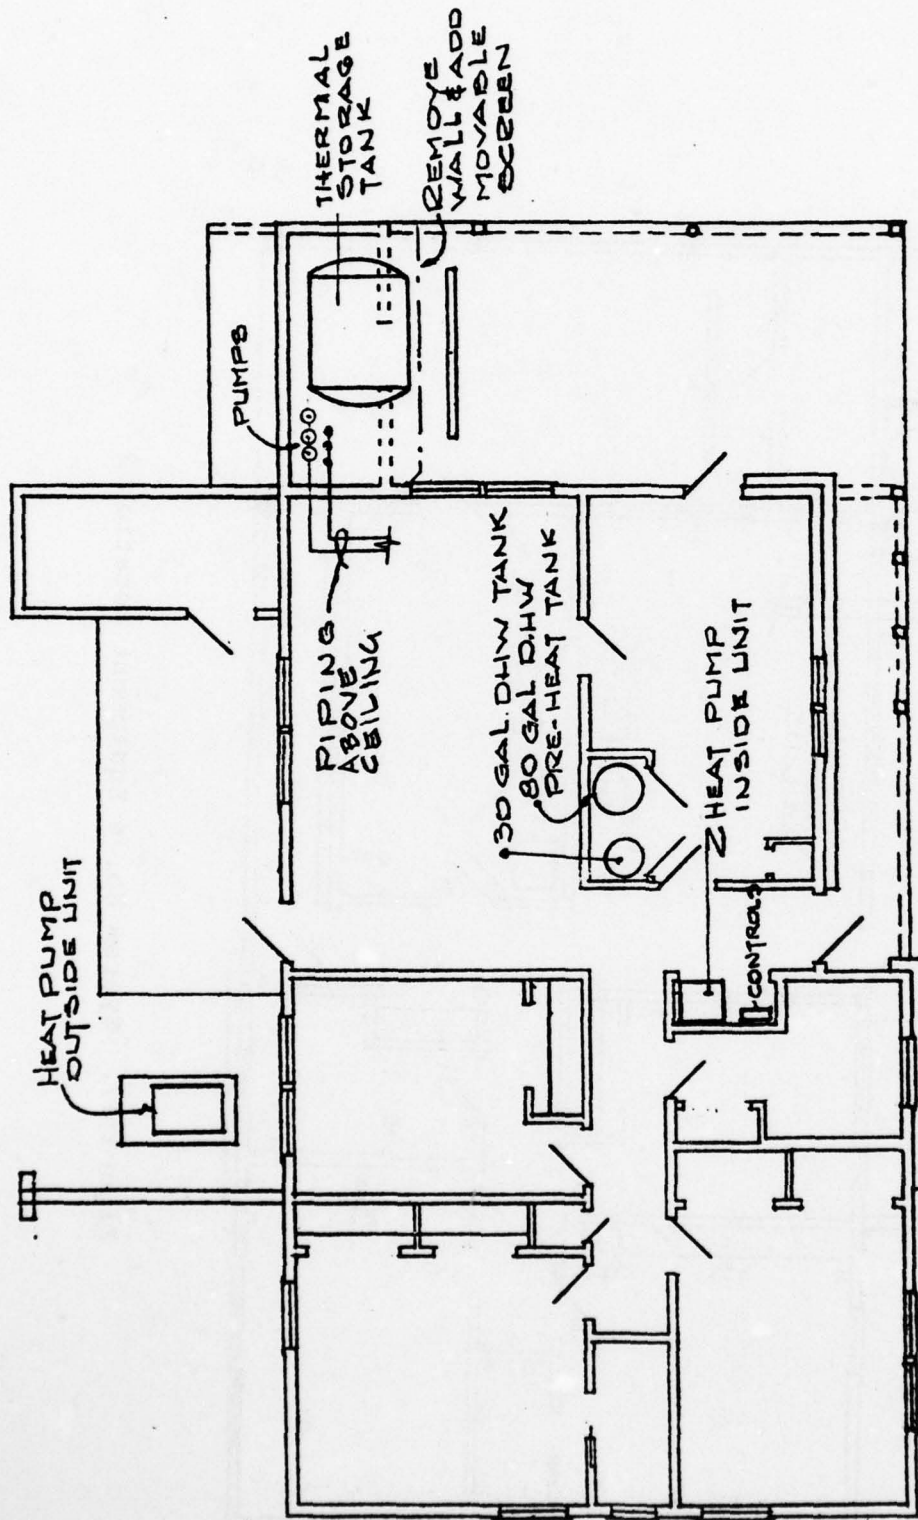 HEAT PUMP
OUTSIDE UNIT
PIPING
ABOVE
CEILING
PUMPS
THERMAL
STORAGE
TANK
REMOVE
WALL & ADD
MOVABLE
SCREEN
30 GAL. DHW TANK
80 GAL DHW
PRE-HEAT TANK
HEAT PUMP
INSIDE UNIT
CONTROLS